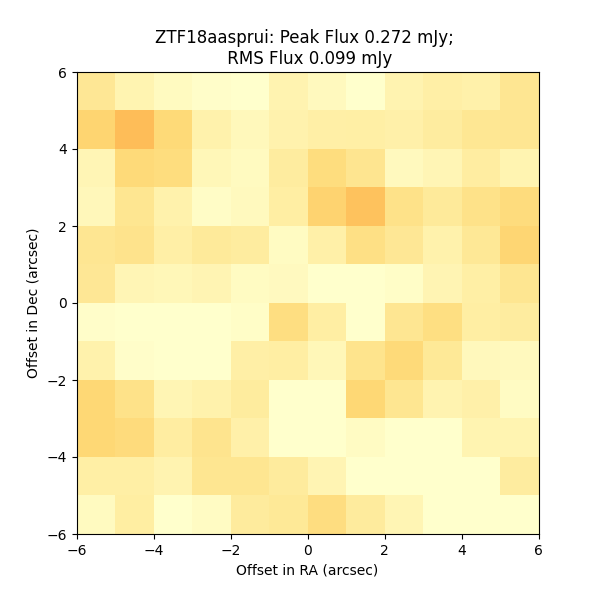 ZTF18aasprui: Peak Flux 0.272 mJy;
RMS Flux 0.099 mJy
6
4
2
0
−2
−4
−6
Offset in Dec (arcsec)
−6 −4 −2 0 2 4 6
Offset in RA (arcsec)